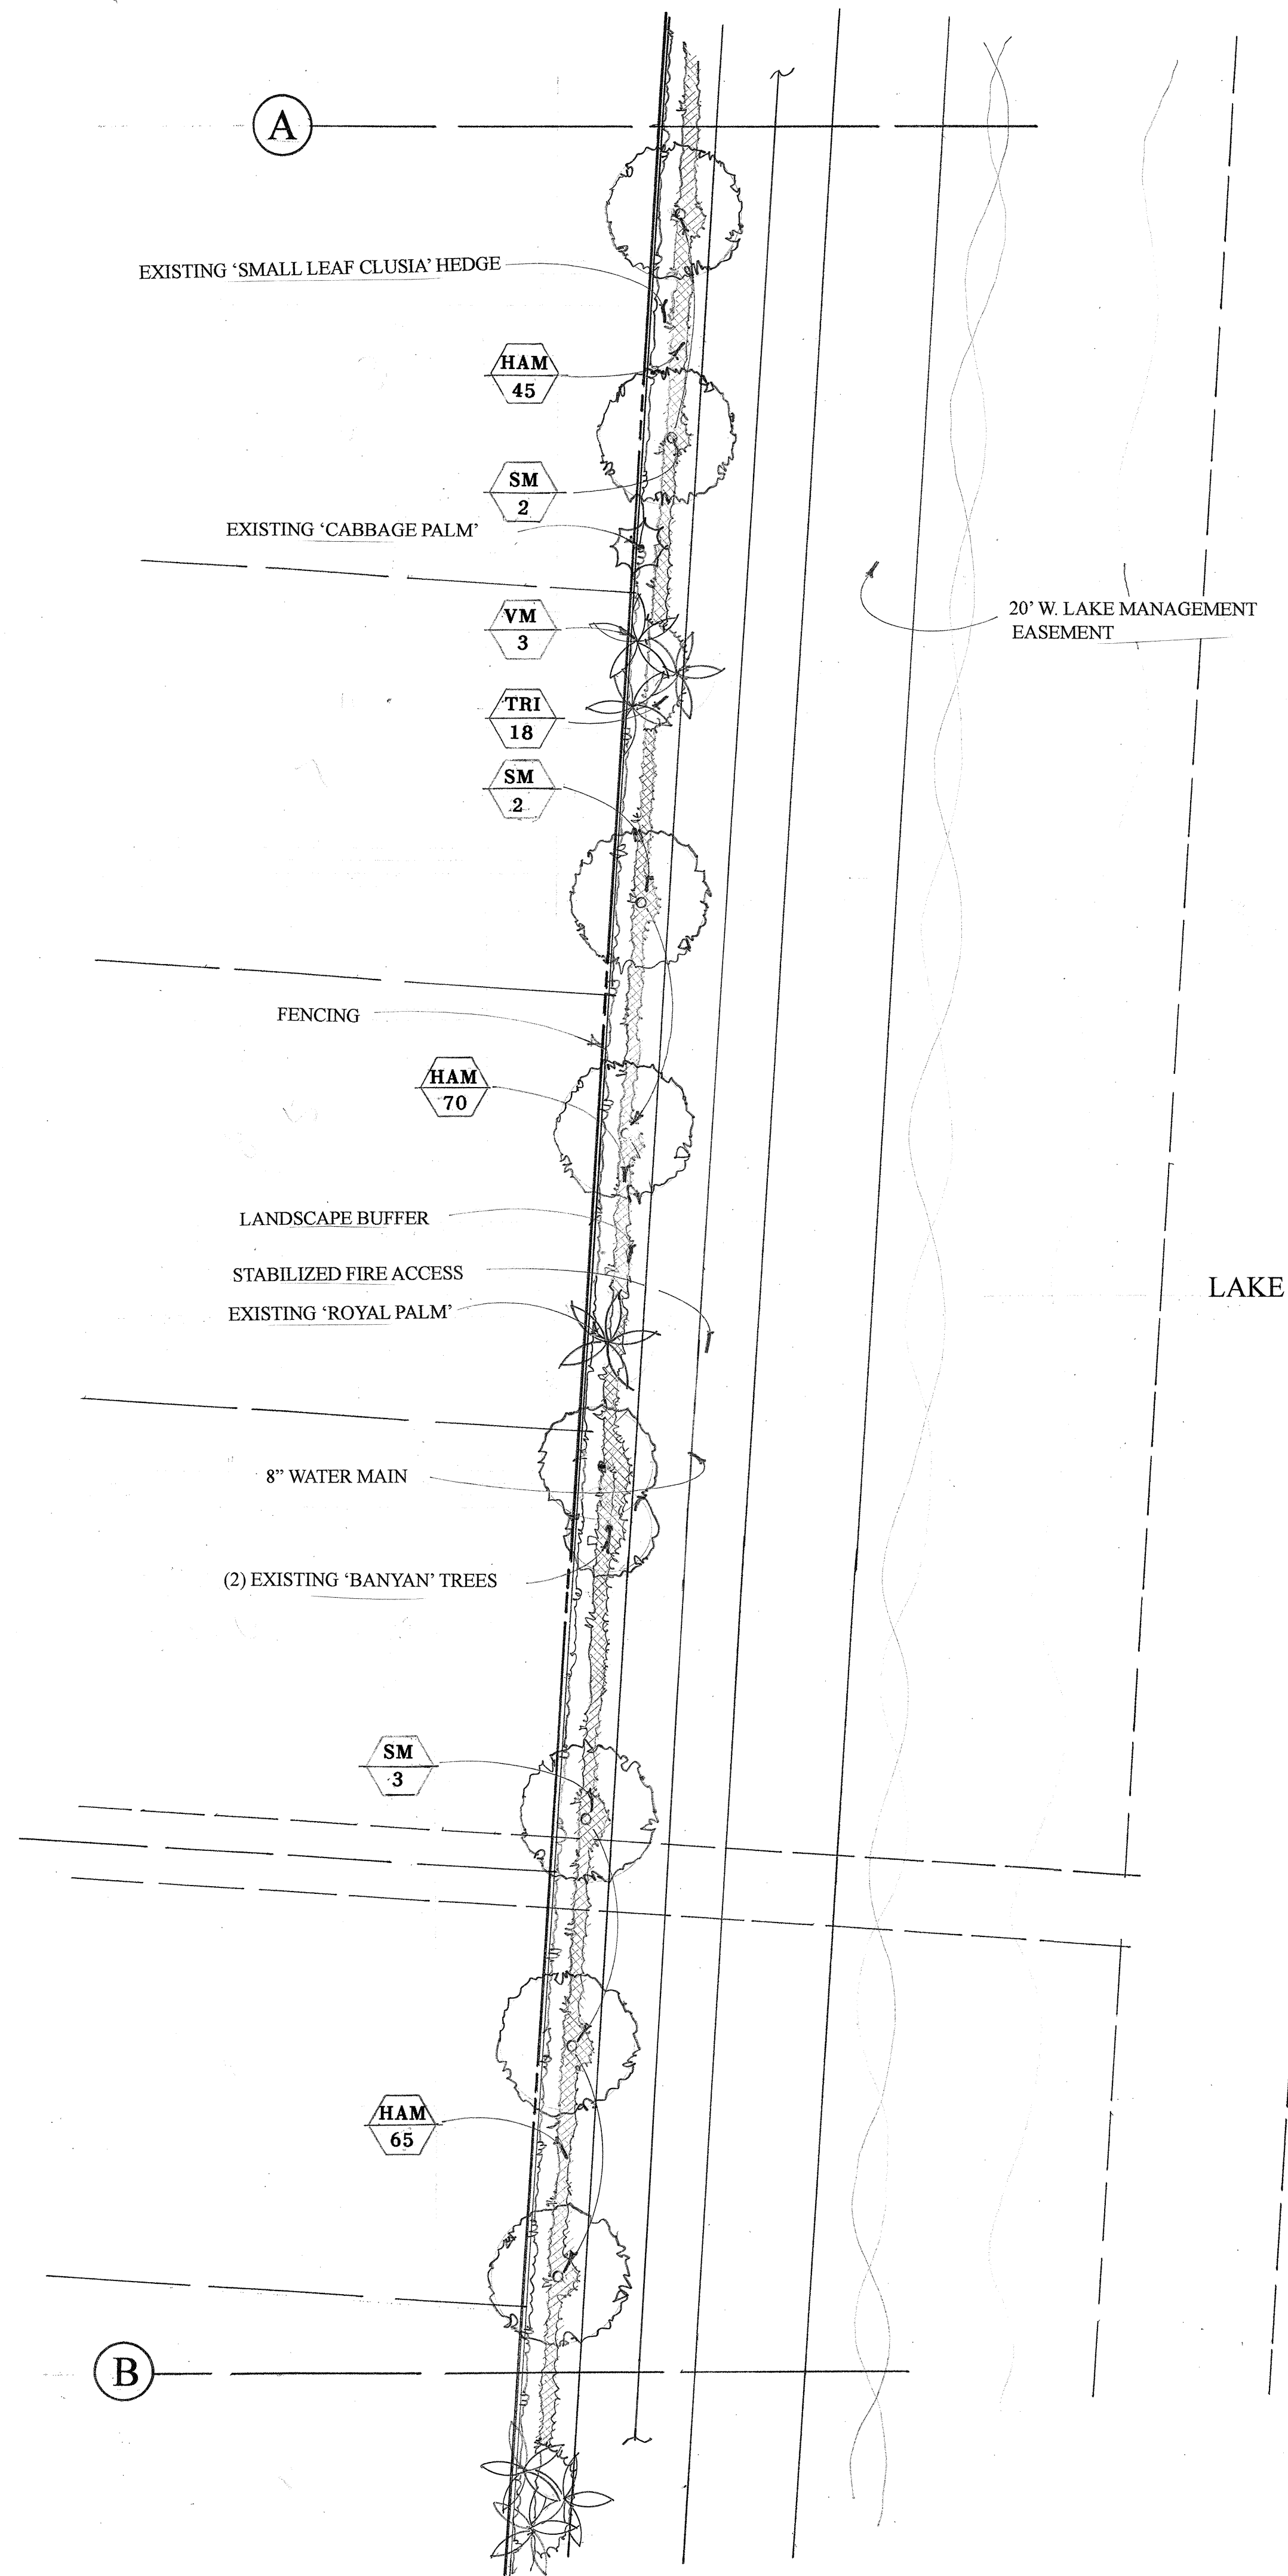 A
EXISTING ‘SMALL LEAF CLUSIA’ HEDGE
HAM
45
SM
2
EXISTING ‘CABBAGE PALM’
VM
3
20’ W. LAKE MANAGEMENT
EASEMENT
TRI
18
SM
2
FENCING
HAM
70
LANDSCAPE BUFFER
STABILIZED FIRE ACCESS
LAKE
EXISTING ‘ROYAL PALM’
8” WATER MAIN
(2) EXISTING ‘BANYAN’ TREES
SM
3
HAM
65
B